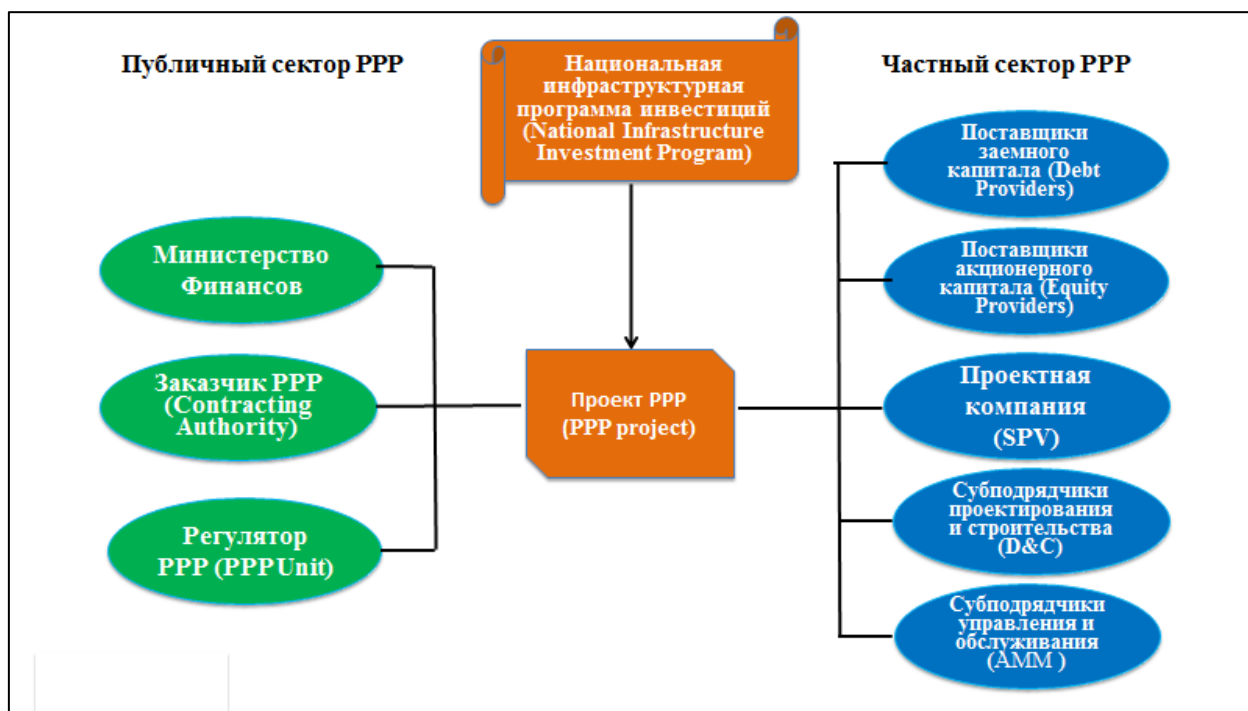 Публичный сектор PPP
Национальная
инфраструктурная
программа инвестиций
(National Infrastructure
Investment Program)
Частный сектор PPP
Министерство
Финансов
Заказчик PPP
(Contracting
Authority)
Регулятор
PPP (PPP Unit)
Проект PPP
(PPP project)
Поставщики
заемного
капитала (Debt
Providers)
Поставщики
акционерного
капитала (Equity
Providers)
Проектная
компания
(SPV)
Субподрядчики
проектирования
и строительства
(D&C)
Субподрядчики
управления и
обслуживания
(AMM )